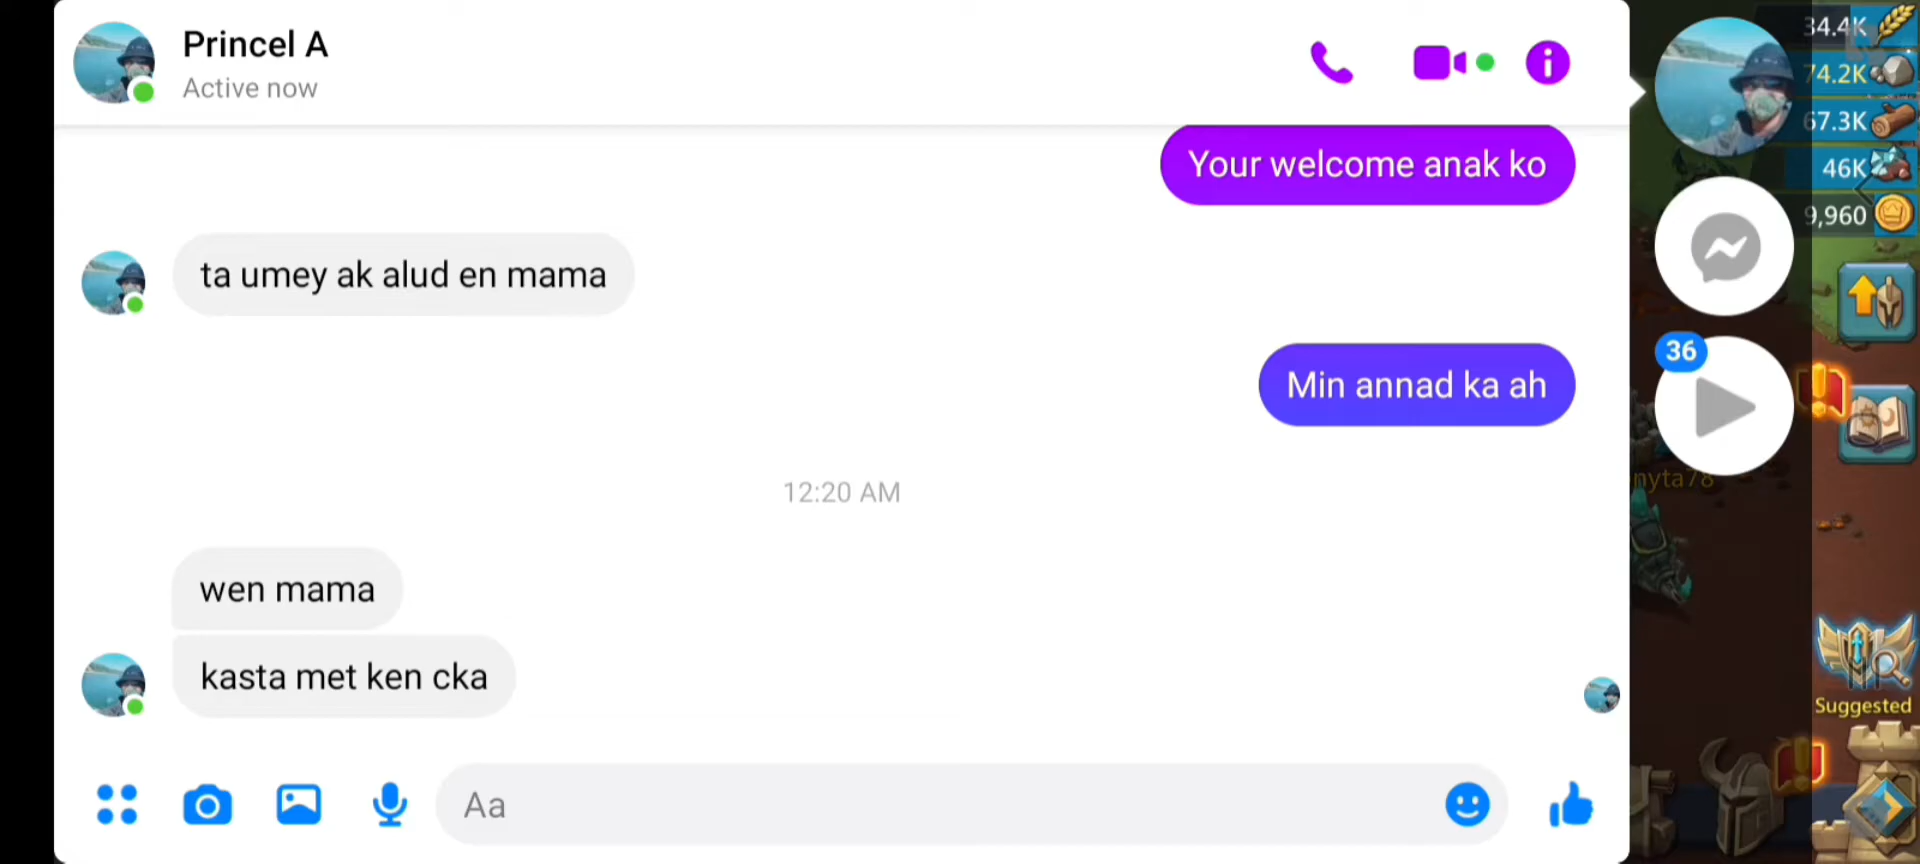 Princel A
Active now
Your welcome anak ko
ta umey ak alud en mama
Min annad ka ah
12:20 AM
wen mama
kasta met ken cka
Aa
34.4K
74.2K
67.3K
46K
9,960
36
nyta78
Suggested